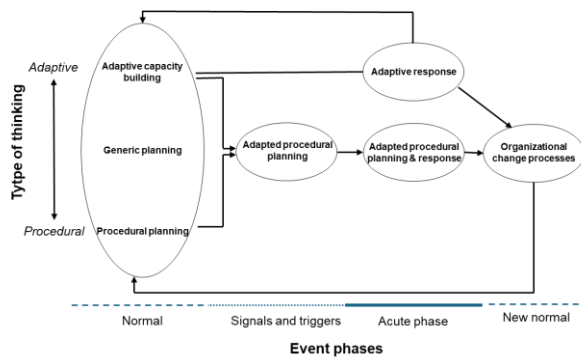 Adaptive
Adaptive capacity
building
Adaptive response
Tytpe of thinking
Generic planning
Adapted procedural
planning
Adapted procedural
planning & response
Organizational
change processes
Procedural
Procedural planning
Normal
Signals and triggers
Acute phase
New normal
Event phases